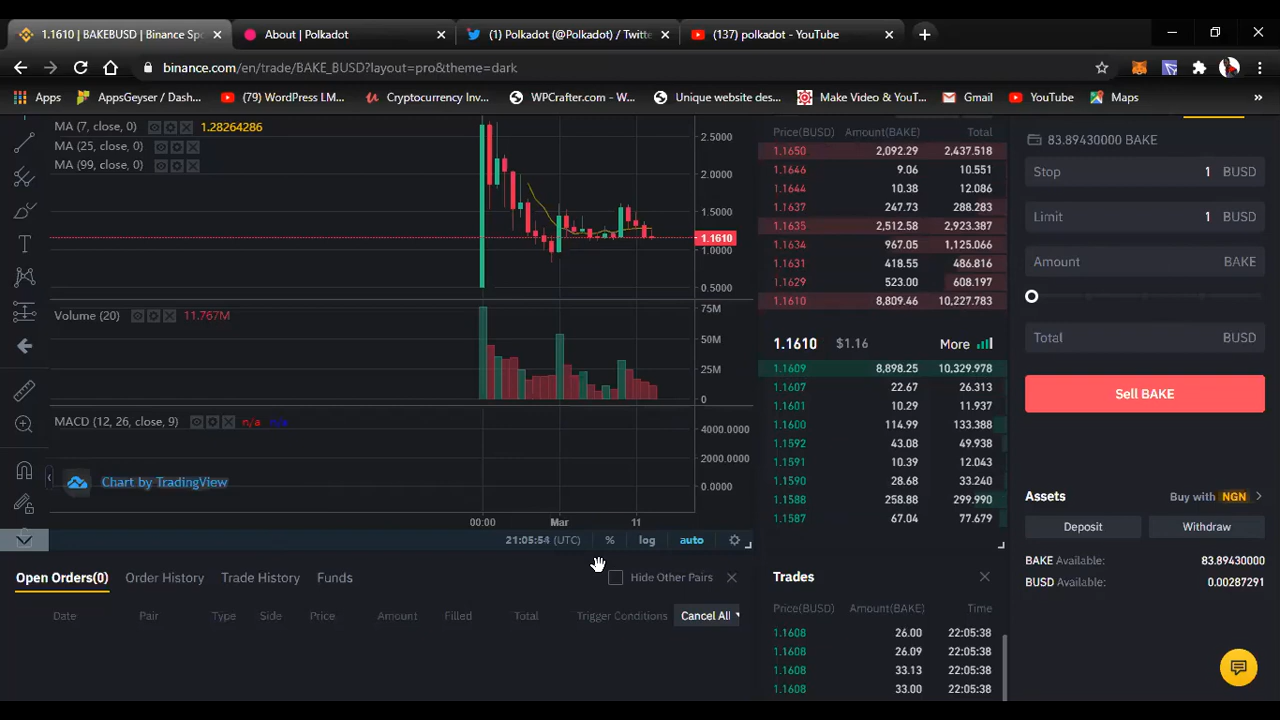 1.1610 | BAKEBUSD | Binance Spo
About | Polkadot
(1) Polkadot (@Polkadot) / Twitte
(137) polkadot - YouTube
binance.com/en/trade/BAKE_BUSD?layout=pro&theme=dark
Apps
AppsGeyser / Dash...
(79) WordPress LM...
Cryptocurrency Inv...
WPCrafter.com - W...
Unique website des...
Make Video & YouT...
Gmail
YouTube
Maps
»
MA (7, close, 0) 1.28264286
MA (25, close, 0)
MA (99, close, 0)
2.5000
2.0000
1.5000
1.1610
1.0000
0.5000
Volume (20) 11.767M
75M
50M
25M
0
MACD (12, 26, close, 9) n/a n/a
4000.0000
2000.0000
0.0000
Chart by TradingView
00:00 Mar 11
21:05:54 (UTC) % log auto
Open Orders(0) Order History Trade History Funds
Hide Other Pairs
Date Pair Type Side Price Amount Filled Total Trigger Conditions Cancel All
Price(BUSD) Amount(BAKE) Total
1.1650 2,092.29 2,437.518
1.1646 9.06 10.551
1.1644 10.38 12.086
1.1637 247.73 288.283
1.1635 2,512.58 2,923.387
1.1634 967.05 1,125.066
1.1631 418.55 486.816
1.1629 523.00 608.197
1.1610 8,809.46 10,227.783
1.1610 $1.16 More
1.1609 8,898.25 10,329.978
1.1607 22.67 26.313
1.1601 10.29 11.937
1.1600 114.99 133.388
1.1592 43.08 49.938
1.1591 10.39 12.043
1.1590 28.68 33.240
1.1588 258.88 299.990
1.1587 67.04 77.679
Trades
Price(BUSD) Amount(BAKE) Time
1.1608 26.00 22:05:38
1.1608 26.09 22:05:38
1.1608 33.13 22:05:38
1.1608 33.00 22:05:38
83.89430000 BAKE
Stop 1 BUSD
Limit 1 BUSD
Amount BAKE
Total BUSD
Sell BAKE
Assets Buy with NGN
Deposit Withdraw
BAKE Available: 83.89430000
BUSD Available: 0.00287291